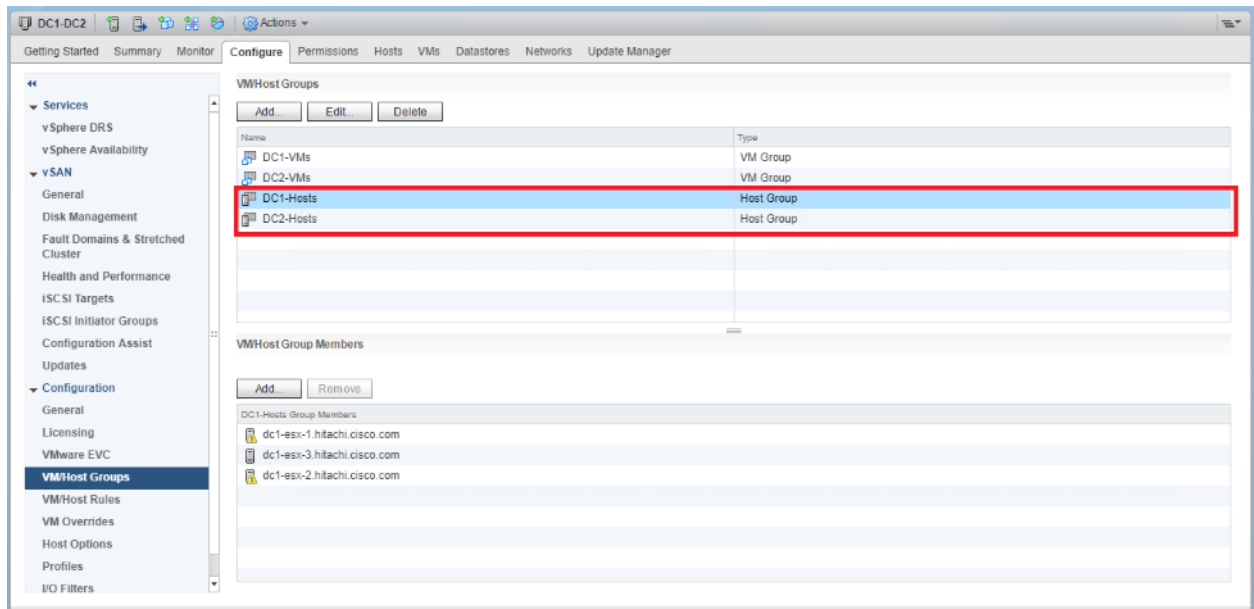 DC1-DC2 Actions
Getting Started Summary Monitor Configure Permissions Hosts VMs Datastores Networks Update Manager
Services
vSphere DRS
vSphere Availability
vSAN
General
Disk Management
Fault Domains & Stretched
Cluster
Health and Performance
iSCSI Targets
iSCSI Initiator Groups
Configuration Assist
Updates
Configuration
General
Licensing
VMware EVC
VM/Host Groups
VM/Host Rules
VM Overrides
Host Options
Profiles
I/O Filters
VM/Host Groups
Add... Edit... Delete
Name Type
DC1-VMs VM Group
DC2-VMs VM Group
DC1-Hosts Host Group
DC2-Hosts Host Group
VM/Host Group Members
Add... Remove
DC1-Hosts Group Members
dc1-esx-1.hitachi.cisco.com
dc1-esx-3.hitachi.cisco.com
dc1-esx-2.hitachi.cisco.com